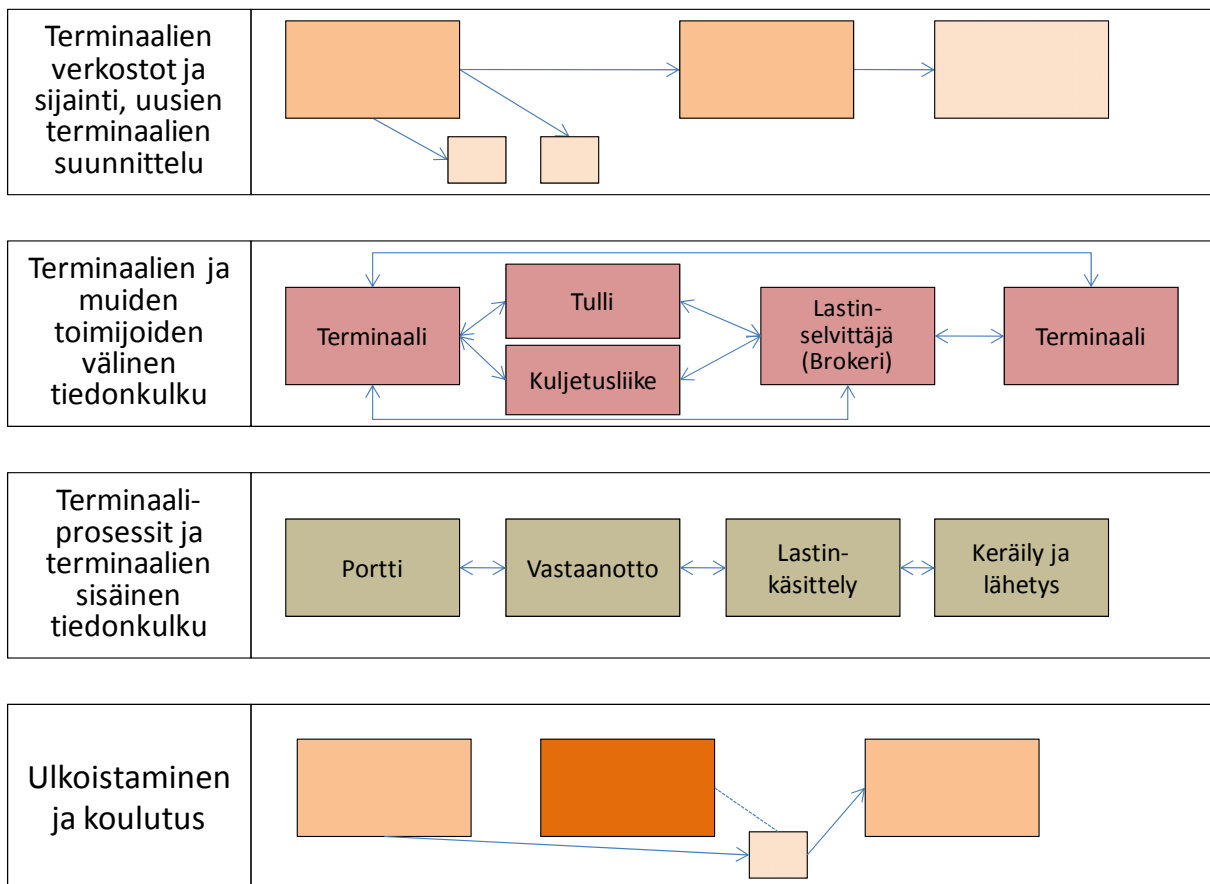 Terminaalien
verkostot ja
sijainti, uusien
terminaalien
suunnittelu
Terminaalien ja
muiden
toimijoiden
välinen
tiedonkulku
Terminaali
Tulli
Kuljetusliike
Lastin-
selvittäjä
(Brokeri)
Terminaali
Terminaali-
prosessit ja
terminaalien
sisäinen
tiedonkulku
Portti
Vastaanotto
Lastin-
käsittely
Keräily ja
lähetys
Ulkoistaminen
ja koulutus